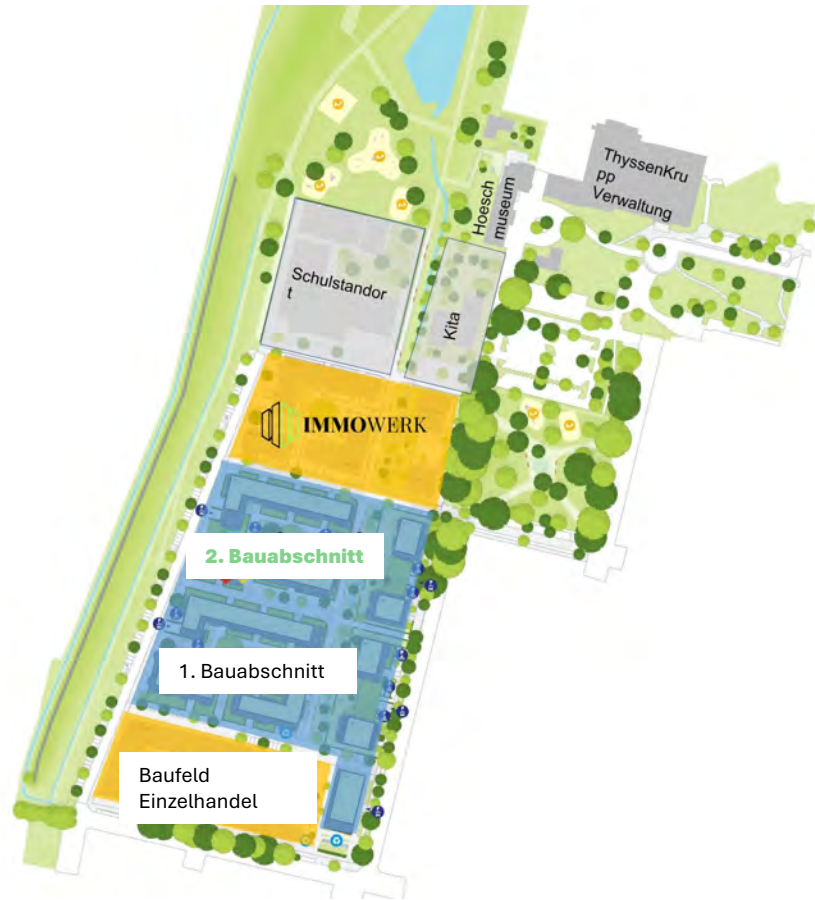 ThyssenKru
pp
Verwaltung
Hoesch
museum
Schulstandor
t
Kita
IMMOWERK
2. Bauabschnitt
1. Bauabschnitt
Baufeld
Einzelhandel